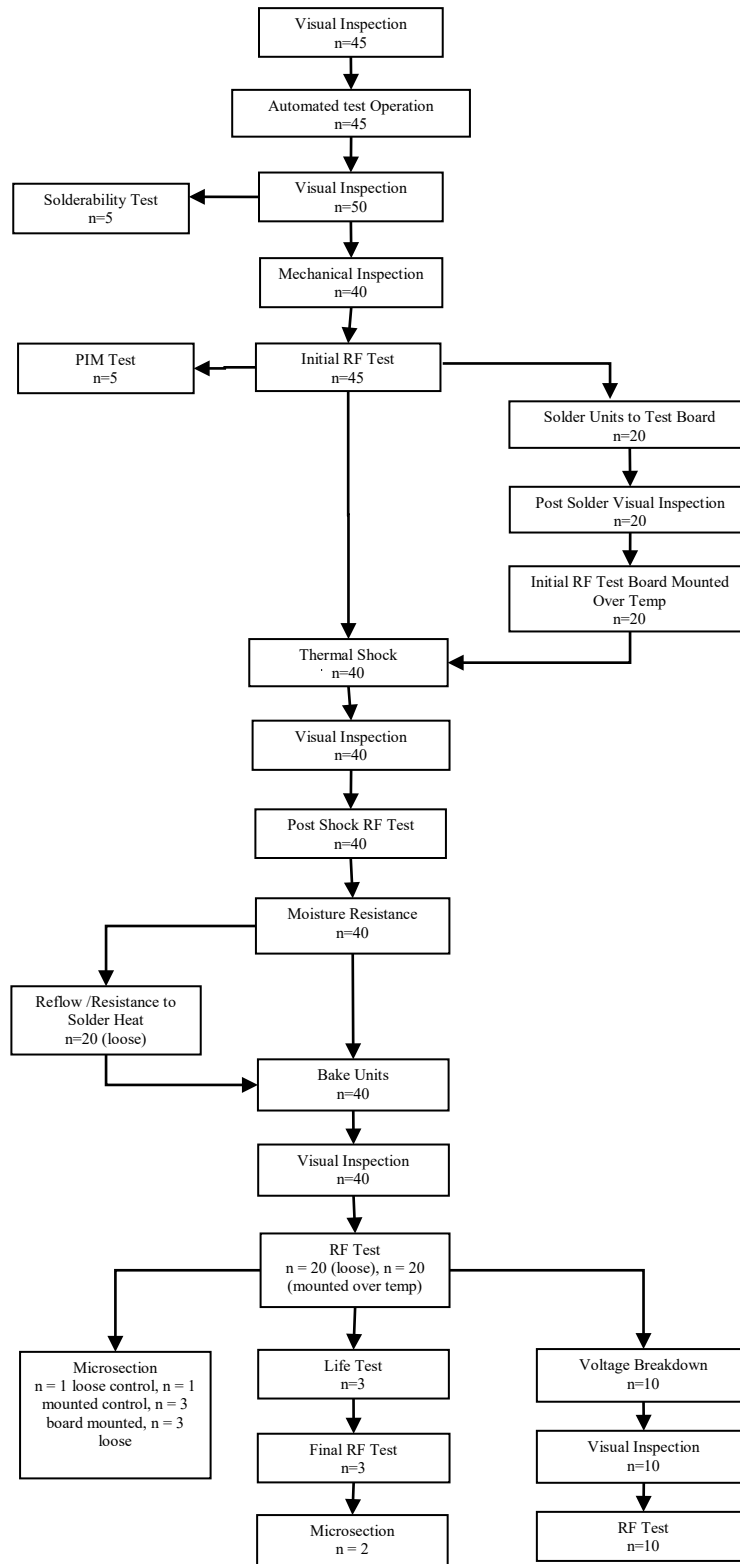 Visual Inspection
n=45
Automated test Operation
n=45
Solderability Test
n=5
Visual Inspection
n=50
Mechanical Inspection
n=40
PIM Test
n=5
Initial RF Test
n=45
Solder Units to Test Board
n=20
Post Solder Visual Inspection
n=20
Initial RF Test Board Mounted
Over Temp
n=20
Thermal Shock
n=40
Visual Inspection
n=40
Post Shock RF Test
n=40
Moisture Resistance
n=40
Reflow /Resistance to
Solder Heat
n=20 (loose)
Bake Units
n=40
Visual Inspection
n=40
RF Test
n = 20 (loose), n = 20
(mounted over temp)
Microsection
n = 1 loose control, n = 1
mounted control, n = 3
board mounted, n = 3
loose
Life Test
n=3
Final RF Test
n=3
Microsection
n = 2
Voltage Breakdown
n=10
Visual Inspection
n=10
RF Test
n=10